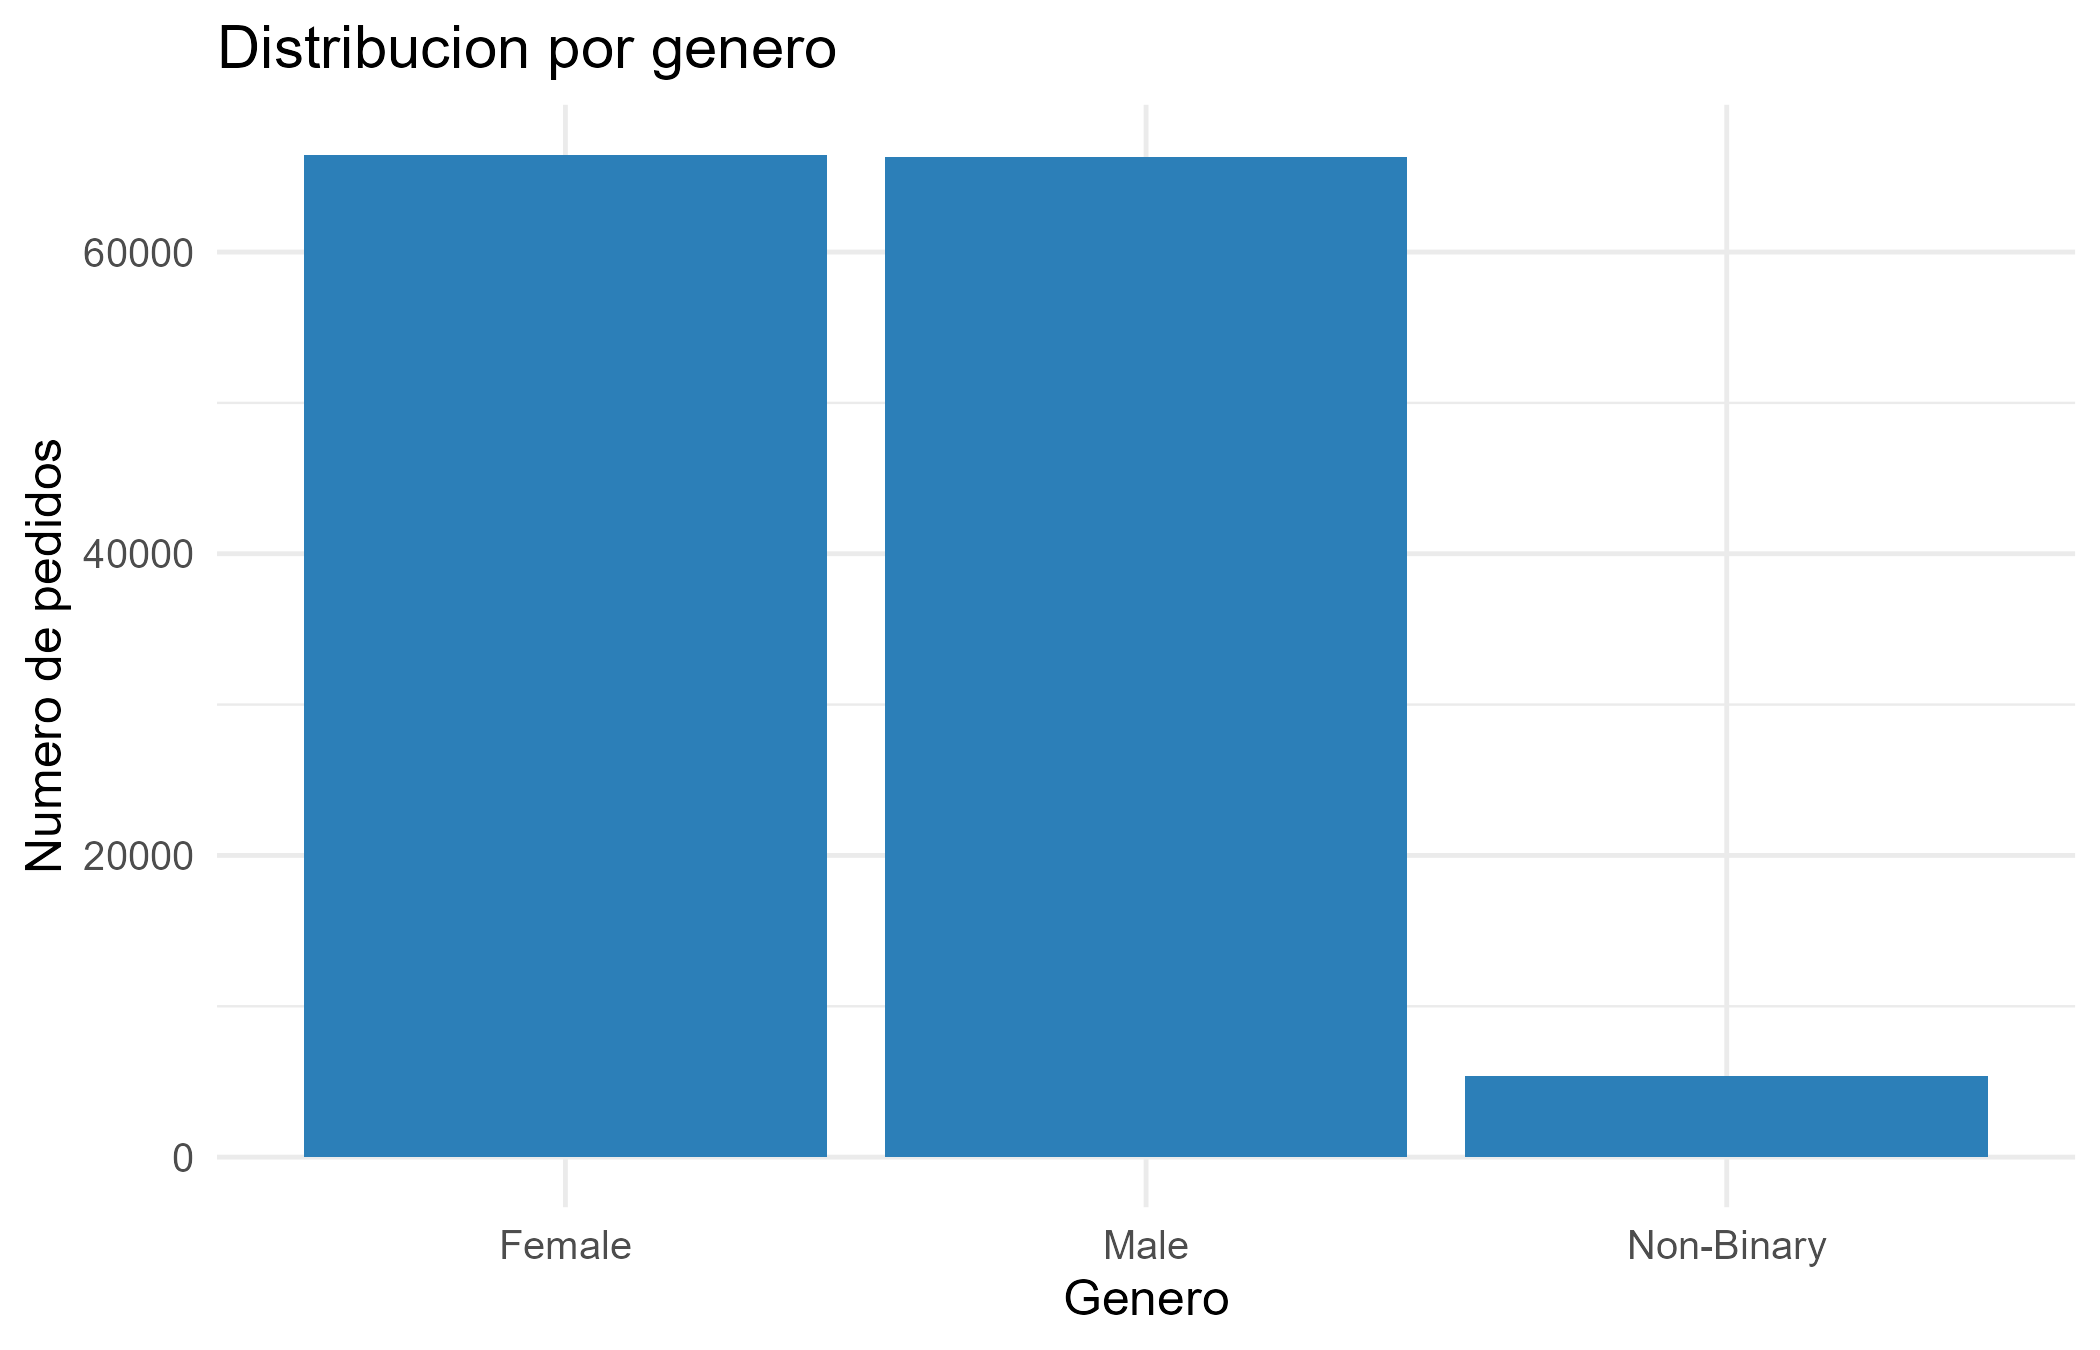 Distribucion por genero
Numero de pedidos
60000
40000
20000
0
Female
Male
Non-Binary
Genero